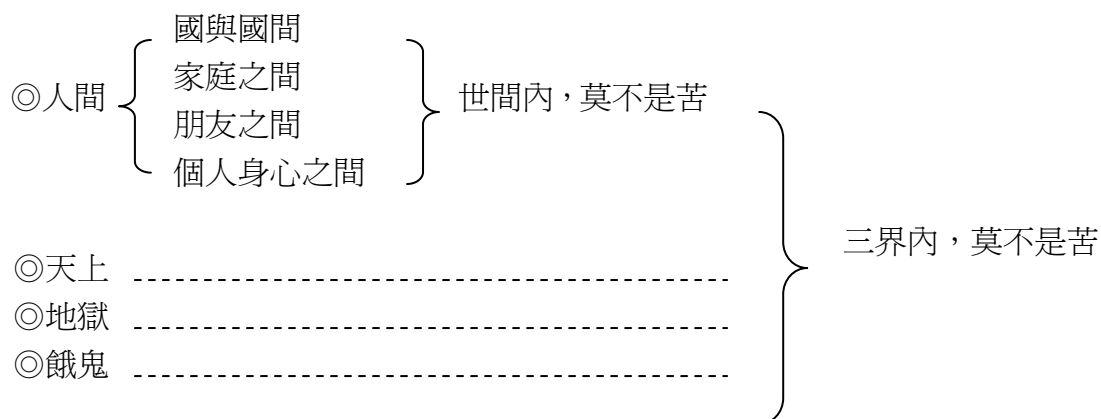 ◎人間
國與國間
家庭之間
朋友之間
個人身心之間
世間內，莫不是苦
◎天上
◎地獄
◎餓鬼
三界內，莫不是苦